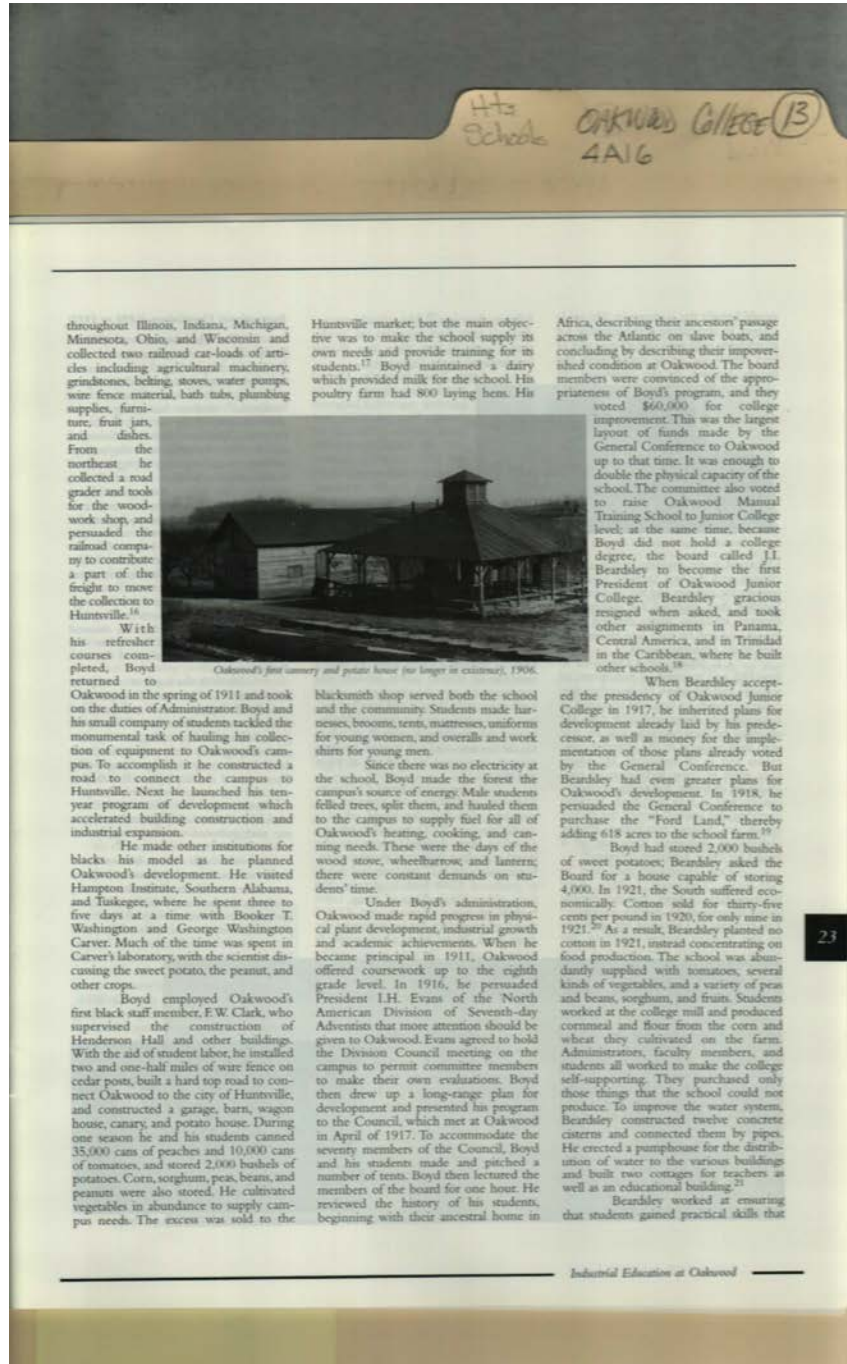 Hts
Schools
OAKWOOD COllEGE 13
4A16
throughout Illinois, Indiana, Michigan,
Minnesota, Ohio, and Wisconsin and
collected two railroad car-loads of arti-
cles including agricultural machinery,
grindstones, belting, stoves, water pumps,
wire fence material, bath tubs, plumbing
supplies, furni-
ture, fruit jars,
and dishes.
From the
northeast he
collected a road
grader and tools
for the wood-
work shop, and
persuaded the
railroad compa-
ny to contribute
a part of the
freight to move
the collection to
Huntsville.16
With
his refresher
courses com-
pleted, Boyd
returned to
Oakwood in the spring of 1911 and took
on the duties of Administrator. Boyd and
his small company of students tackled the
monumental task of hauling his collec-
tion of equipment to Oakwood's cam-
pus. To accomplish it he constructed a
road to connect the campus to
Huntsville. Next he launched his ten-
year program of development which
accelerated building construction and
industrial expansion.
He made other institutions for
blacks his model as he planned
Oakwood's development. He visited
Hampton Institute, Southern Alabama,
and Tuskegee, where he spent three to
five days at a time with Booker T.
Washington and George Washington
Carver. Much of the time was spent in
Carver's laboratory, with the scientist dis-
cussing the sweet potato, the peanut, and
other crops.
Boyd employed Oakwood's
first black staff member, F.W. Clark, who
supervised the construction of
Henderson Hall and other buildings.
With the aid of student labor, he installed
two and one-half miles of wire fence on
cedar posts, built a hard top road to con-
nect Oakwood to the city of Huntsville,
and constructed a garage, barn, wagon
house, canary, and potato house. During
one season he and his students canned
35,000 cans of peaches and 10,000 cans
of tomatoes, and stored 2,000 bushels of
potatoes. Corn, sorghum, peas, beans, and
peanuts were also stored. He cultivated
vegetables in abundance to supply cam-
pus needs. The excess was sold to the
Huntsville market; but the main objec-
tive was to make the school supply its
own needs and provide training for its
students.17 Boyd maintained a dairy
which provided milk for the school. His
poultry farm had 800 laying hens. His
Oakwood's first cannery and potato house (no longer in existence), 1906.
blacksmith shop served both the school
and the community. Students made har-
nesses, brooms, tents, mattresses, uniforms
for young women, and overalls and work
shirts for young men.
Since there was no electricity at
the school, Boyd made the forest the
campus's source of energy. Male students
felled trees, split them, and hauled them
to the campus to supply fuel for all of
Oakwood's heating, cooking, and can-
ning needs. These were the days of the
wood stove, wheelbarrow, and lantern;
there were constant demands on stu-
dents' time.
Under Boyd's administration,
Oakwood made rapid progress in physi-
cal plant development, industrial growth
and academic achievements. When he
became principal in 1911, Oakwood
offered coursework up to the eighth
grade level. In 1916, he persuaded
President I.H. Evans of the North
American Division of Seventh-day
Adventists that more attention should be
given to Oakwood. Evans agreed to hold
the Division Council meeting on the
campus to permit committee members
to make their own evaluations. Boyd
then drew up a long-range plan for
development and presented his program
to the Council, which met at Oakwood
in April of 1917. To accommodate the
seventy members of the Council, Boyd
and his students made and pitched a
number of tents. Boyd then lectured the
members of the board for one hour. He
reviewed the history of his students,
beginning with their ancestral home in
Africa, describing their ancestors' passage
across the Atlantic on slave boats, and
concluding by describing their impover-
ished condition at Oakwood. The board
members were convinced of the appro-
priateness of Boyd's program, and they
voted $60,000 for college
improvement. This was the largest
layout of funds made by the
General Conference to Oakwood
up to that time. It was enough to
double the physical capacity of the
school. The committee also voted
to raise Oakwood Manual
Training School to Junior College
level; at the same time, because
Boyd did not hold a college
degree, the board called J.I.
Beardsley to become the first
President of Oakwood Junior
College. Beardsley gracious
resigned when asked, and took
other assignments in Panama,
Central America, and in Trinidad
in the Caribbean, where he built
other schools.18
When Beardsley accept-
ed the presidency of Oakwood Junior
College in 1917, he inherited plans for
development already laid by his prede-
cessor, as well as money for the imple-
mentation of those plans already voted
by the General Conference. But
Beardsley had even greater plans for
Oakwood's development. In 1918, he
persuaded the General Conference to
purchase the "Ford Land," thereby
adding 618 acres to the school farm.19
Boyd had stored 2,000 bushels
of sweet potatoes; Beardsley asked the
Board for a house capable of storing
4,000. In 1921, the South suffered eco-
nomically. Cotton sold for thirty-five
cents per pound in 1920, for only nine in
1921.20 As a result, Beardsley planted no
cotton in 1921, instead concentrating on
food production. The school was abun-
dantly supplied with tomatoes, several
kinds of vegetables, and a variety of peas
and beans, sorghum, and fruits. Students
worked at the college mill and produced
cornmeal and flour from the corn and
wheat they cultivated on the farm.
Administrators, faculty members, and
students all worked to make the college
self-supporting. They purchased only
those things that the school could not
produce. To improve the water system,
Beardsley constructed twelve concrete
cisterns and connected them by pipes.
He erected a pumphouse for the distrib-
ution of water to the various buildings
and built two cottages for teachers as
well as an educational building.21
Beardsley worked at ensuring
that students gained practical skills that
23
Industrial Education at Oakwood